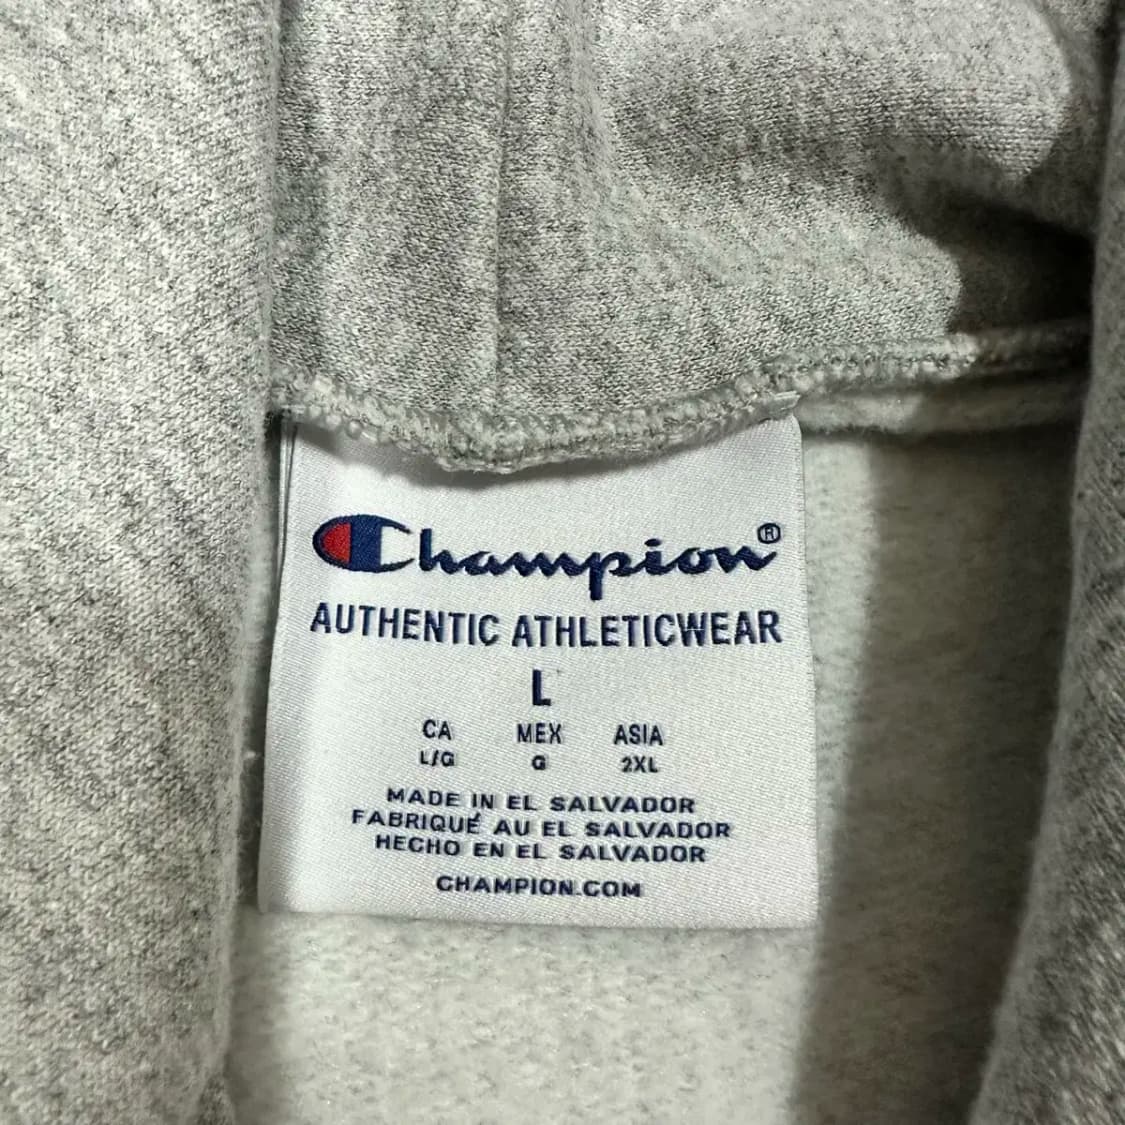 Champion®
AUTHENTIC ATHLETICWEAR
L
CA MEX ASIA
L/G G 2XL
MADE IN EL SALVADOR
FABRIQUÉ AU EL SALVADOR
HECHO EN EL SALVADOR
CHAMPION.COM